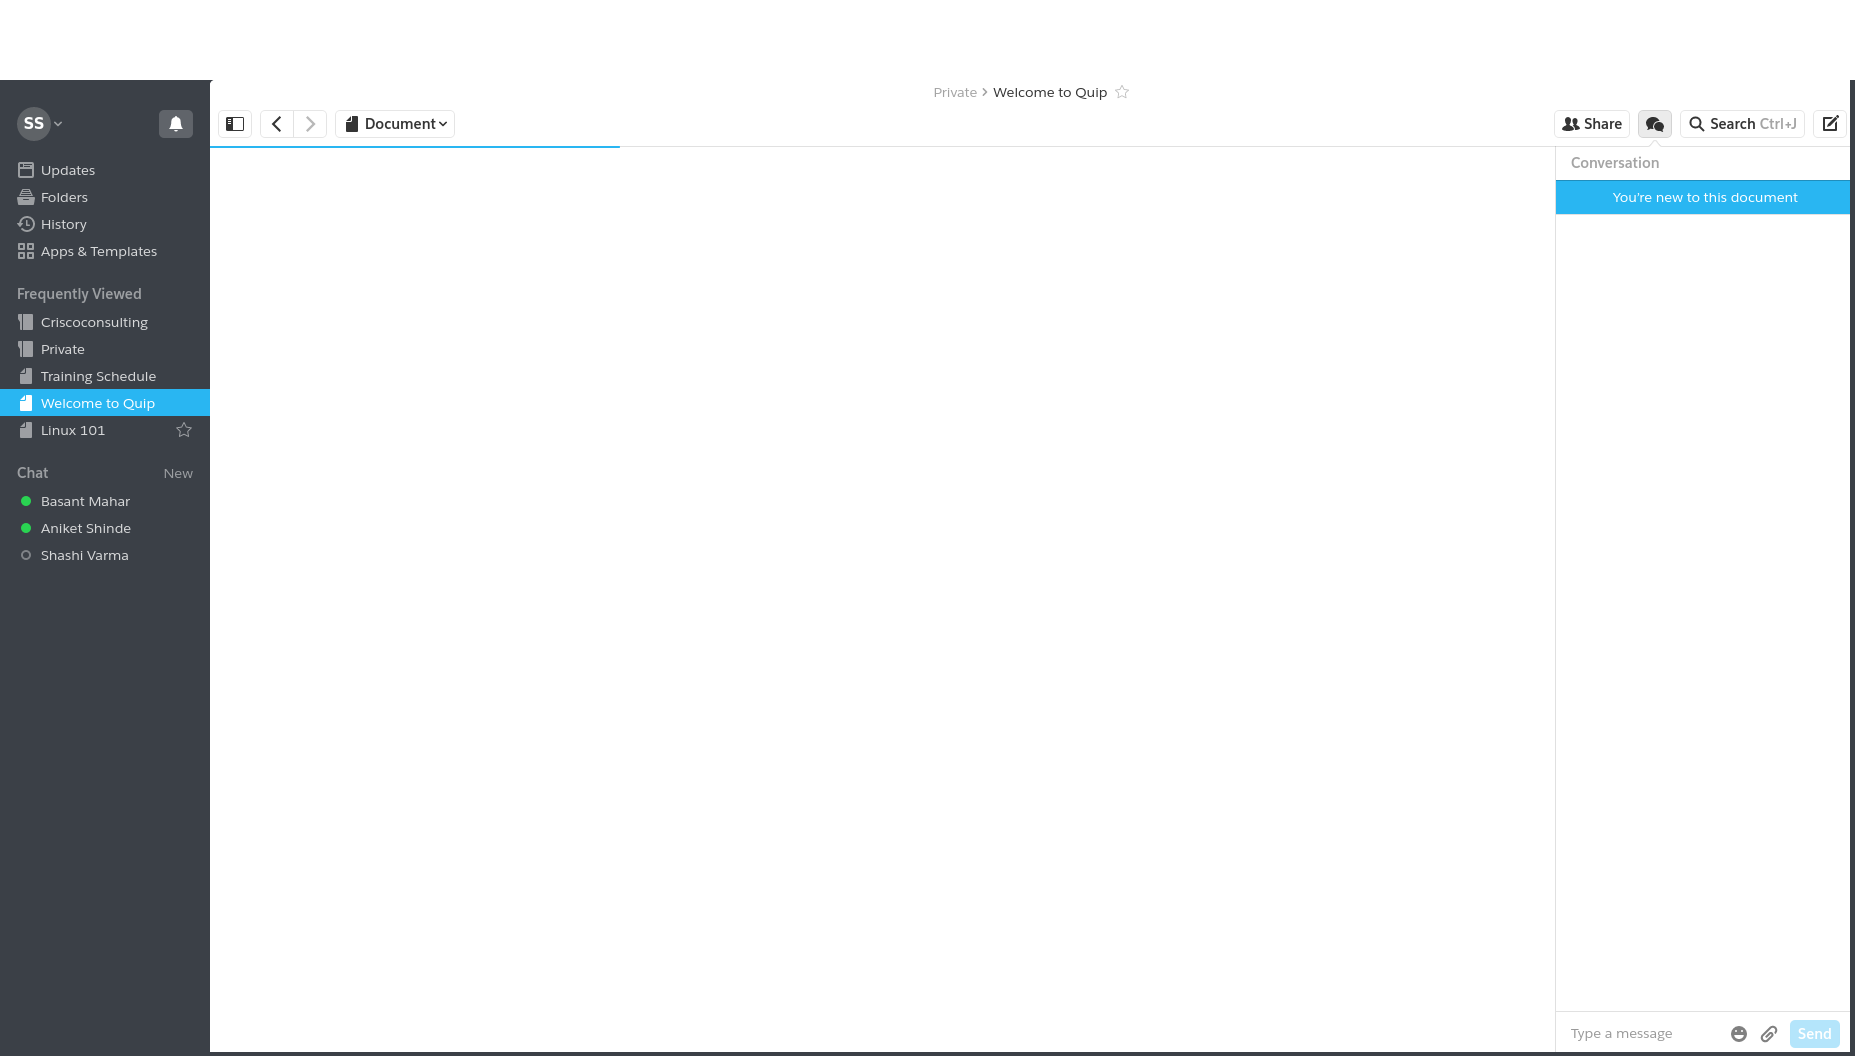 Private > Welcome to Quip
SS
Document
Share
Search Ctrl+J
Updates
Folders
History
Apps & Templates
Frequently Viewed
Criscoconsulting
Private
Training Schedule
Welcome to Quip
Linux 101
Chat New
Basant Mahar
Aniket Shinde
Shashi Varma
Conversation
You're new to this document
Type a message
Send